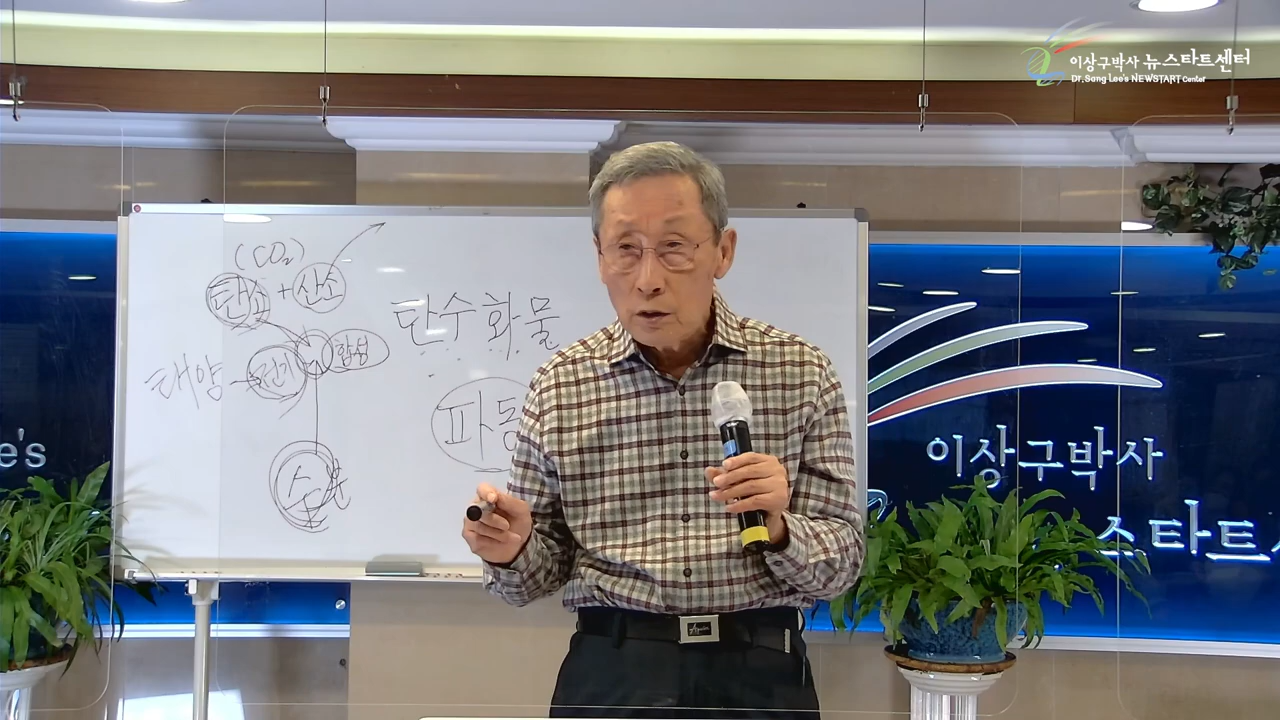 이상구박사 뉴스타트센터
Dr. Sang Lee's NEWSTART Center
(CO₂)
탄소 + 산소
탄수화물
합성
태양
전기
파동
e's
이상구박사
스타트